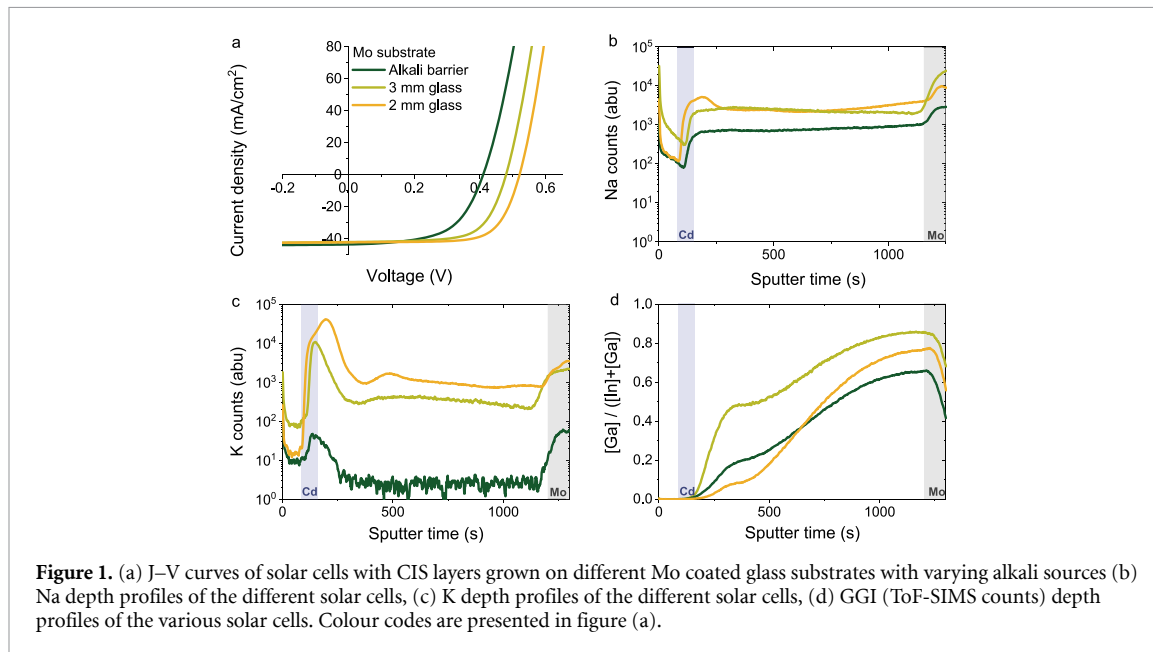 a
Mo substrate
Alkali barrier
3 mm glass
2 mm glass
80
60
40
20
0
-20
-40
-0.2
0.0
0.2
0.4
0.6
Current density (mA/cm²)
Voltage (V)
b
10⁵
10⁴
10³
10²
10¹
10⁰
Na counts (abu)
Cd
Mo
0
500
1000
Sputter time (s)
c
10⁵
10⁴
10³
10²
10¹
10⁰
K counts (abu)
Cd
Mo
0
500
1000
Sputter time (s)
d
1.0
0.8
0.6
0.4
0.2
0.0
[Ga] / ([In]+[Ga])
Cd
Mo
0
500
1000
Sputter time (s)
Figure 1. (a) J–V curves of solar cells with CIS layers grown on different Mo coated glass substrates with varying alkali sources (b)
Na depth profiles of the different solar cells, (c) K depth profiles of the different solar cells, (d) GGI (ToF-SIMS counts) depth
profiles of the various solar cells. Colour codes are presented in figure (a).